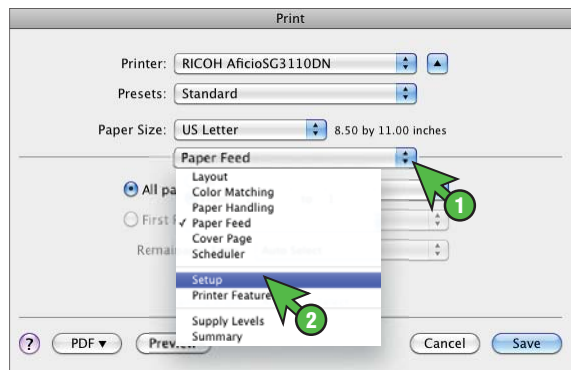 Print
Printer: RICOH AficioSG3110DN
Presets: Standard
Paper Size: US Letter 8.50 by 11.00 inches
Paper Feed
Layout
Color Matching
Paper Handling
✓ Paper Feed
Cover Page
Scheduler
Setup
Printer Feature
Supply Levels
Summary
All pa
First
Remai
1
2
? PDF▼ Prev Cancel Save